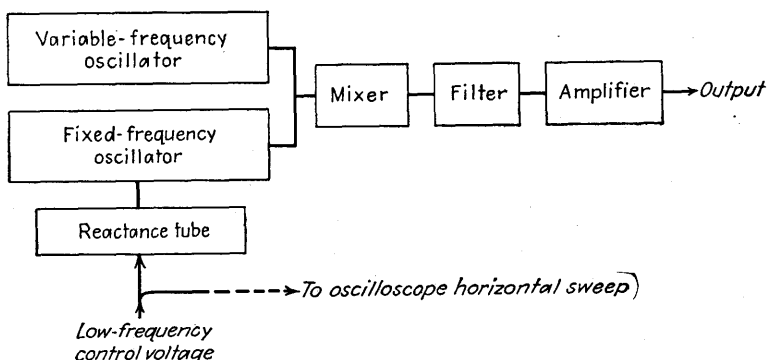 Variable-frequency
oscillator
Fixed-frequency
oscillator
Mixer
Filter
Amplifier
Output
Reactance tube
To oscilloscope horizontal sweep)
Low-frequency
control voltage